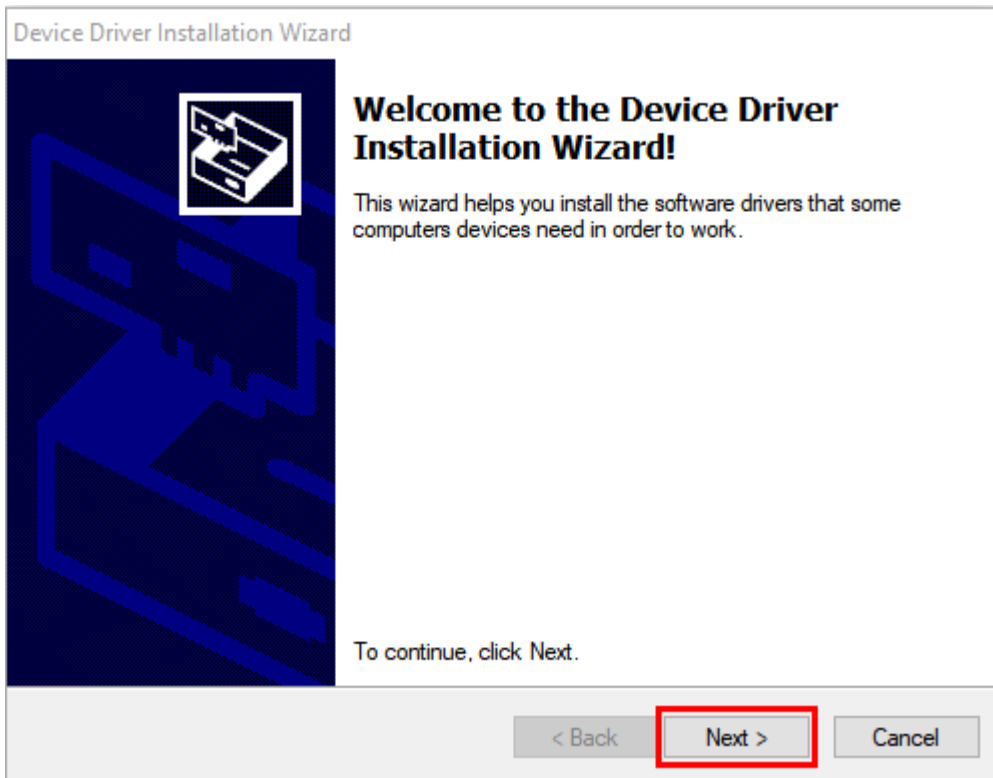 Device Driver Installation Wizard
Welcome to the Device Driver
Installation Wizard!
This wizard helps you install the software drivers that some
computers devices need in order to work.
To continue, click Next.
< Back
Next >
Cancel